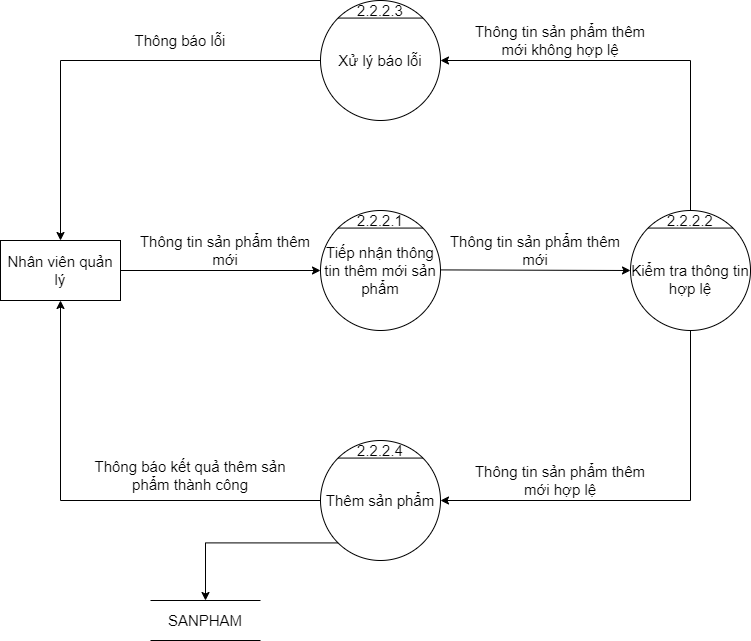 2.2.2.3
Xử lý báo lỗi
Thông báo lỗi
Thông tin sản phẩm thêm
mới không hợp lệ
Nhân viên quản
lý
Thông tin sản phẩm thêm
mới
2.2.2.1
Tiếp nhận thông
tin thêm mới sản
phẩm
Thông tin sản phẩm thêm
mới
2.2.2.2
Kiểm tra thông tin
hợp lệ
Thông báo kết quả thêm sản
phẩm thành công
2.2.2.4
Thêm sản phẩm
Thông tin sản phẩm thêm
mới hợp lệ
SANPHAM